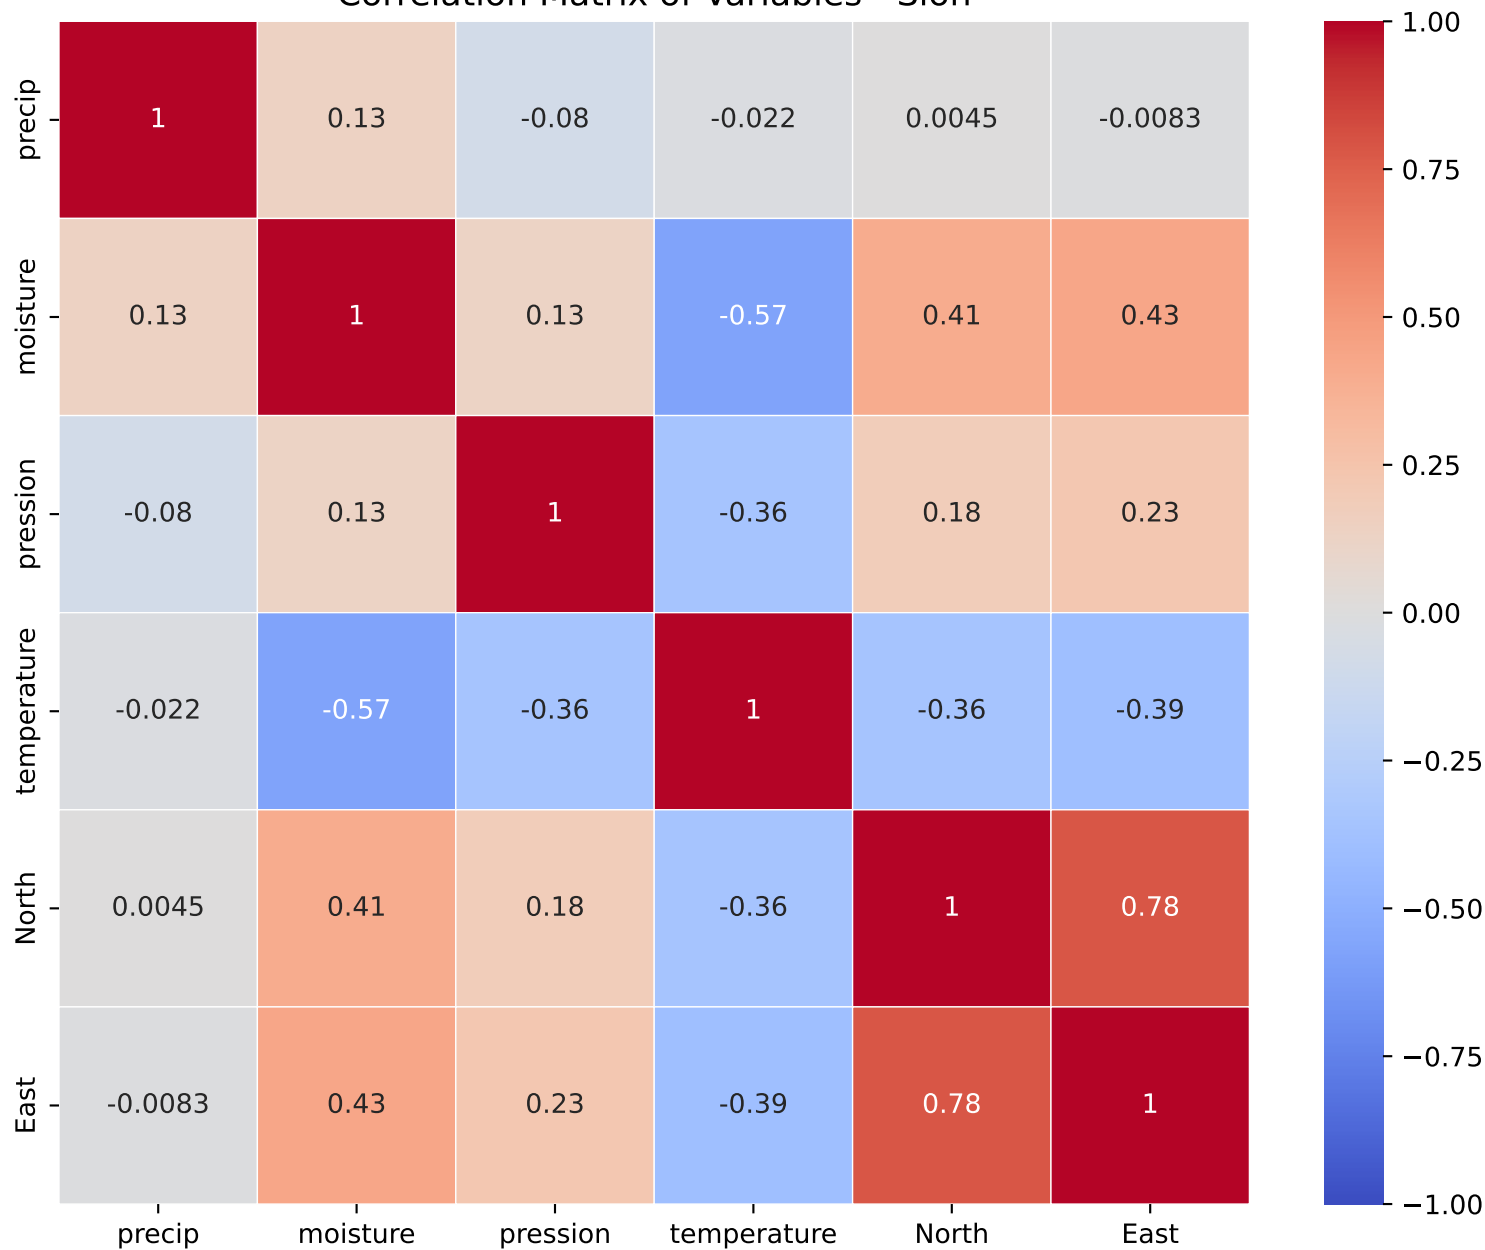 Correlation Matrix of Variables - Sion
1.00
precip 1 0.13 -0.08 -0.022 0.0045 -0.0083
0.75
moisture 0.13 1 0.13 -0.57 0.41 0.43
0.50
0.25
pression -0.08 0.13 1 -0.36 0.18 0.23
0.00
temperature -0.022 -0.57 -0.36 1 -0.36 -0.39
−0.25
North 0.0045 0.41 0.18 -0.36 1 0.78
−0.50
−0.75
East -0.0083 0.43 0.23 -0.39 0.78 1
−1.00
precip moisture pression temperature North East